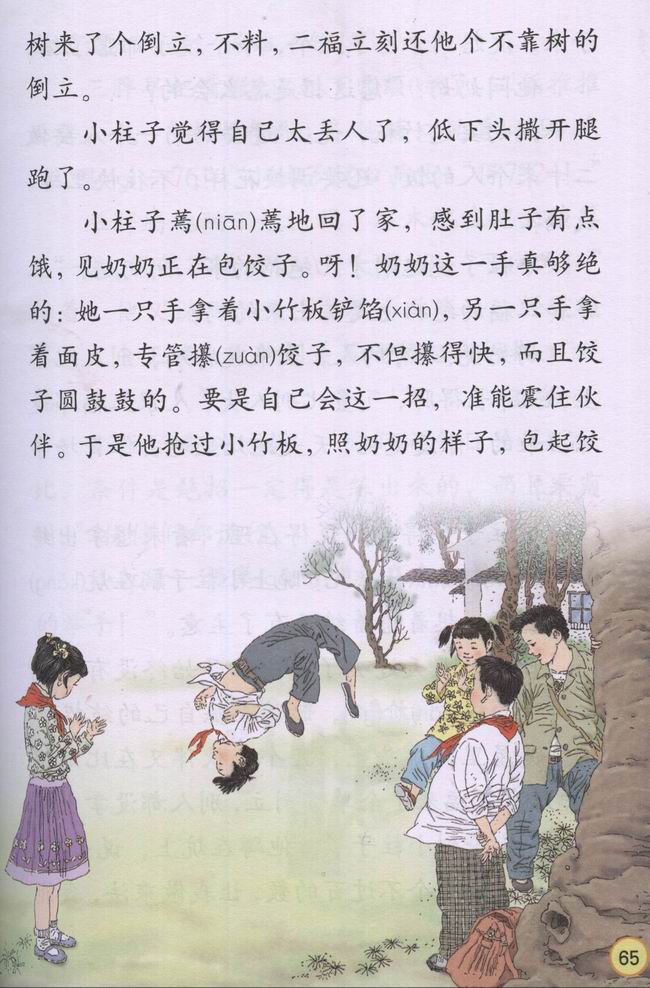 树来了个倒立，不料，二福立刻还他个不靠树的
倒立。
小柱子觉得自己太丢人了，低下头撒开腿
跑了。
小柱子蔫(niān)蔫地回了家，感到肚子有点
饿，见奶奶正在包饺子。呀！奶奶这一手真够绝
的：她一只手拿着小竹板铲馅(xiàn)，另一只手拿
着面皮，专管攥(zuàn)饺子，不但攥得快，而且饺
子圆鼓鼓的。要是自己会这一招，准能震住伙
伴。于是他抢过小竹板，照奶奶的样子，包起饺
65